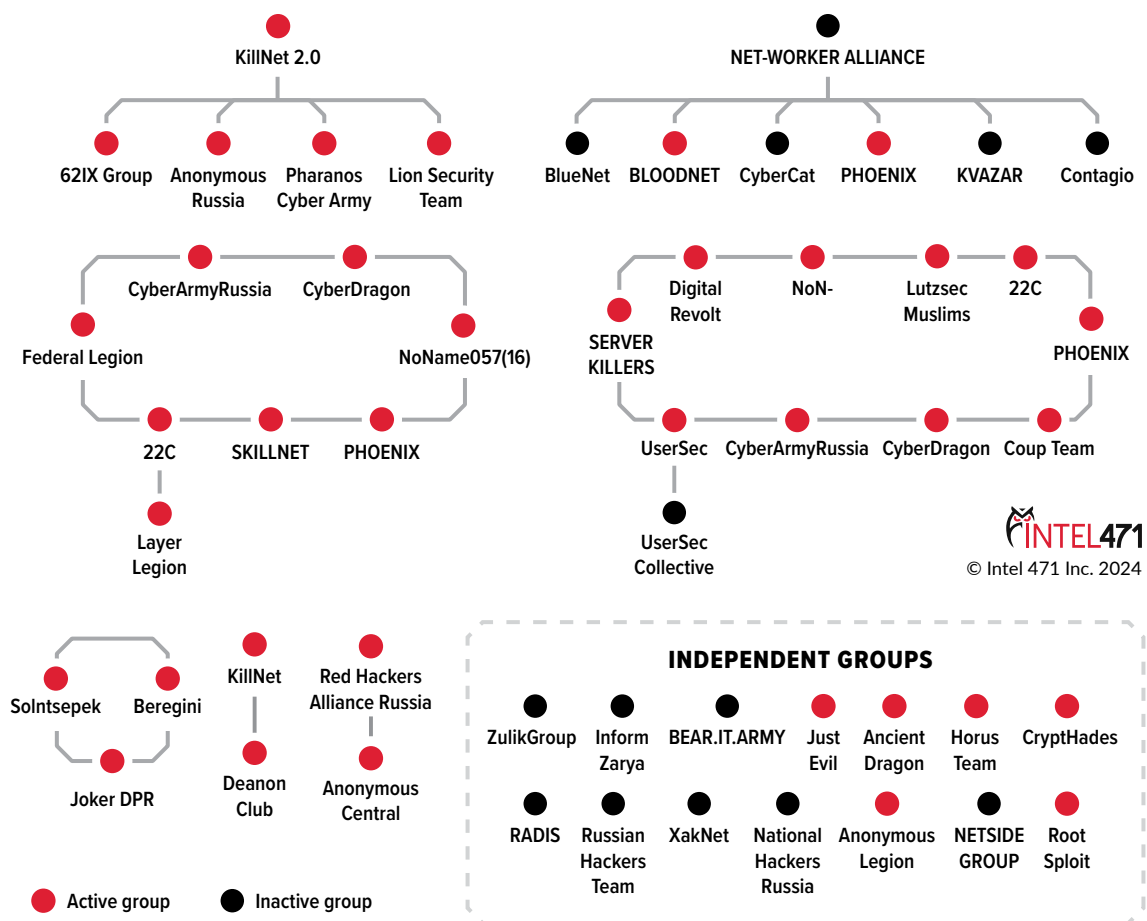 KillNet 2.0
NET-WORKER ALLIANCE
62IX Group
Anonymous
Russia
Pharanos
Cyber Army
Lion Security
Team
BlueNet
BLOODNET
CyberCat
PHOENIX
KVAZAR
Contagio
CyberArmyRussia
CyberDragon
Federal Legion
NoName057(16)
22C
SKILLNET
PHOENIX
Layer
Legion
Digital
Revolt
NoN-
Lutzsec
Muslims
22C
SERVER
KILLERS
PHOENIX
UserSec
CyberArmyRussia
CyberDragon
Coup Team
UserSec
Collective
INTEL471
© Intel 471 Inc. 2024
Solntsepek
Beregini
Joker DPR
KillNet
Deanon
Club
Red Hackers
Alliance Russia
Anonymous
Central
INDEPENDENT GROUPS
ZulikGroup
Inform
Zarya
BEAR.IT.ARMY
Just
Evil
Ancient
Dragon
Horus
Team
CryptHades
RADIS
Russian
Hackers
Team
XakNet
National
Hackers
Russia
Anonymous
Legion
NETSIDE
GROUP
Root
Sploit
Active group
Inactive group